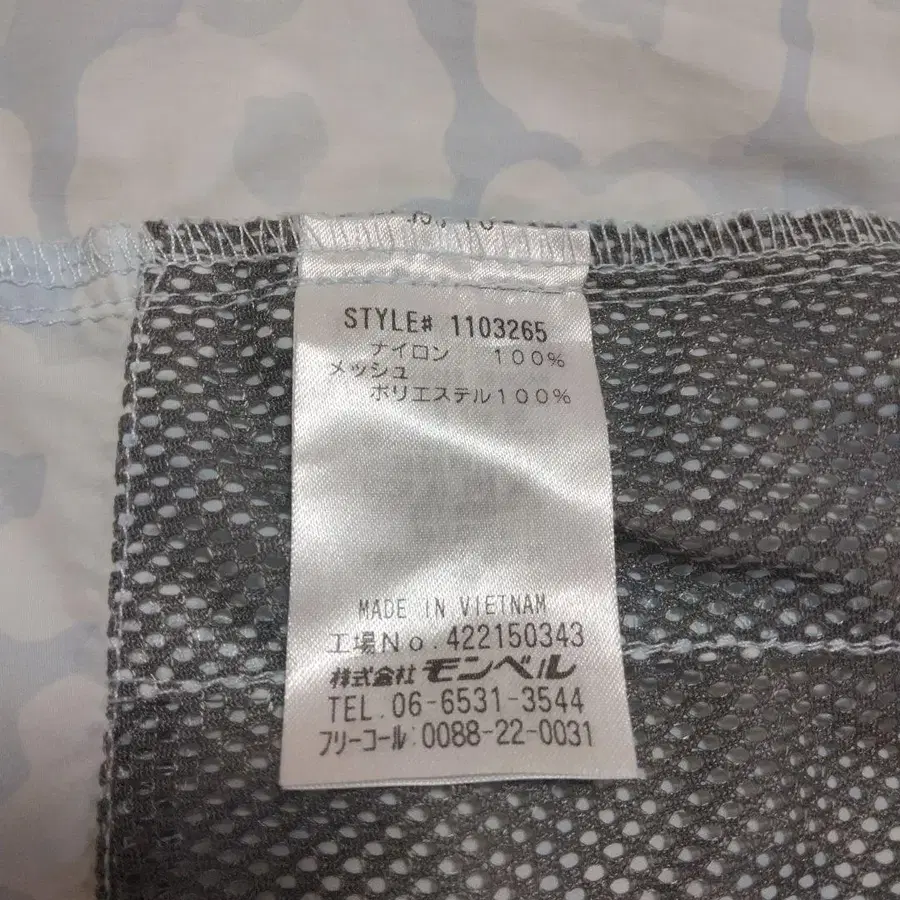 STYLE# 1103265
ナイロン 100%
メッシュ
ポリエステル100%
MADE IN VIETNAM
工場No. 422150343
株式会社 モンベル
TEL. 06-6531-3544
フリーコール:0088-22-0031